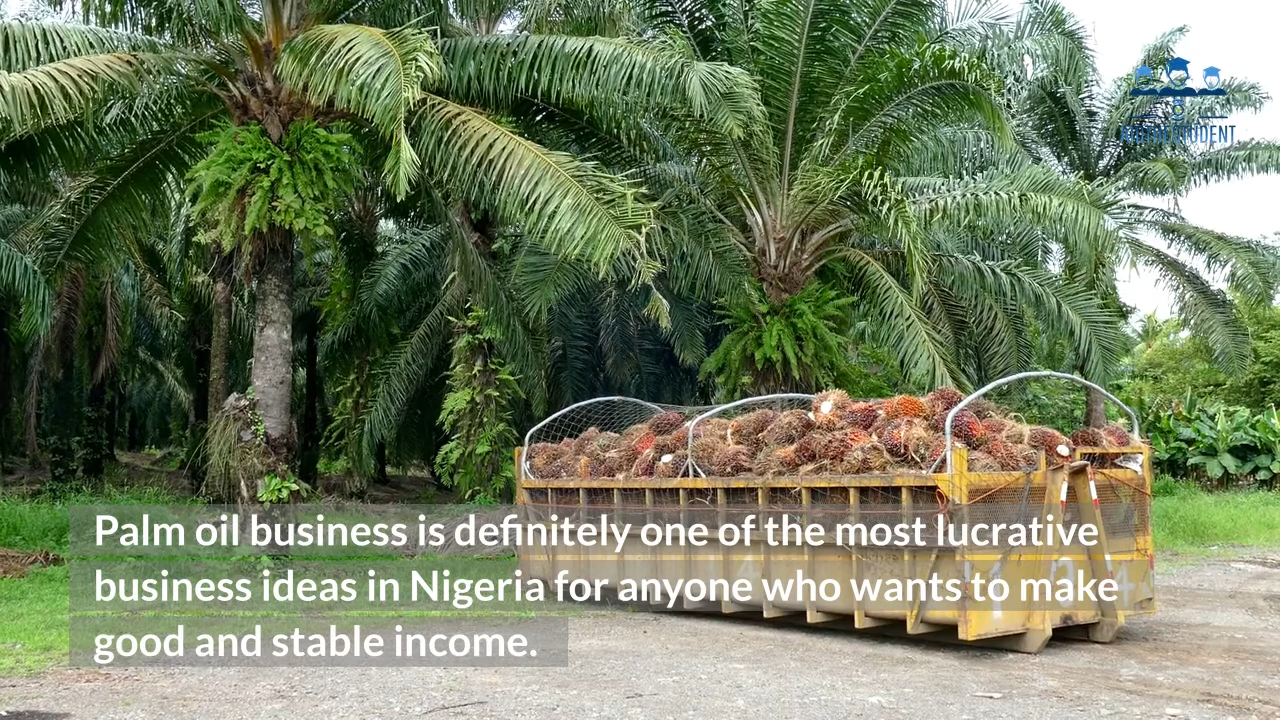 Palm oil business is definitely one of the most lucrative
business ideas in Nigeria for anyone who wants to make
good and stable income.